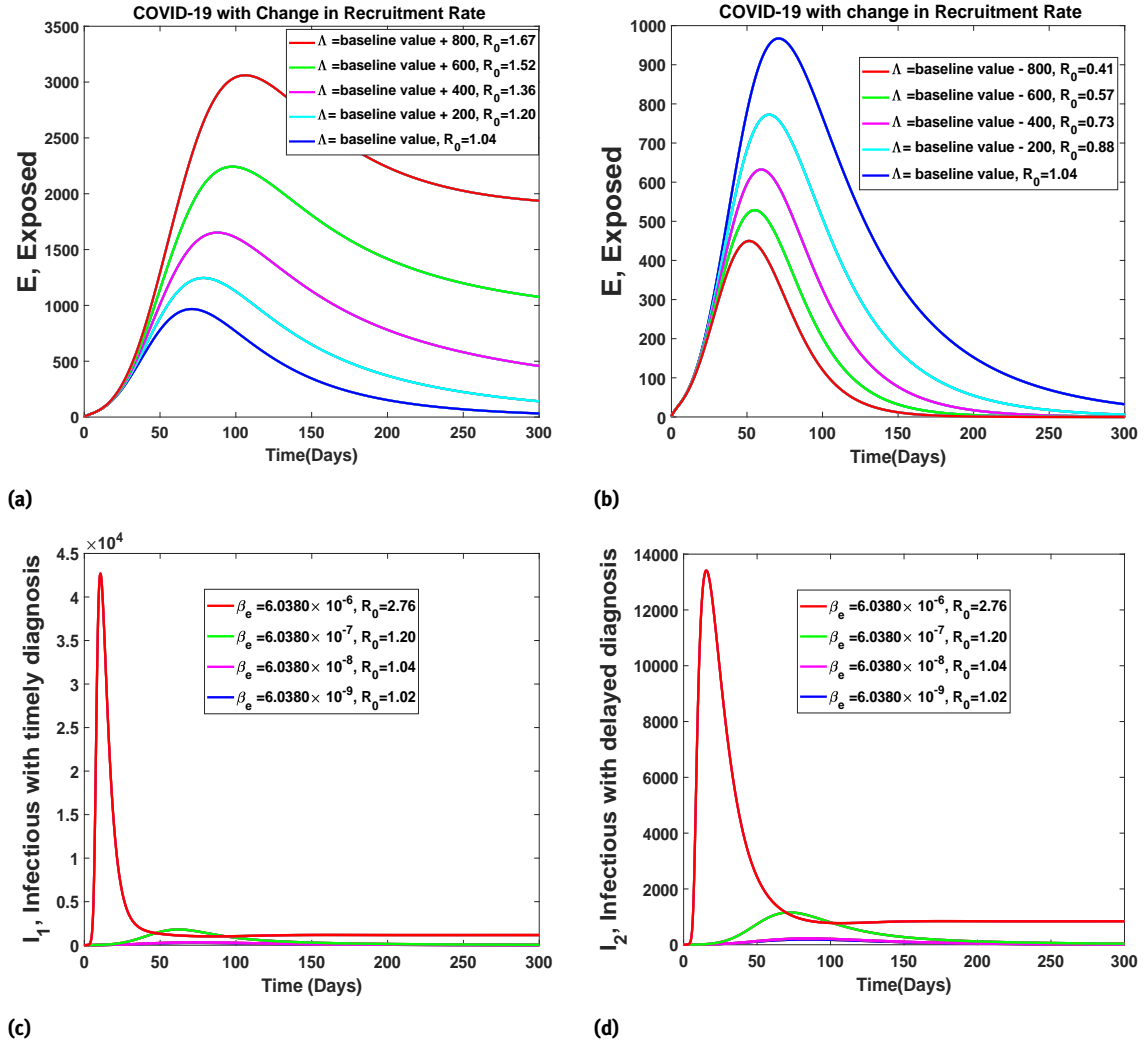 COVID-19 with Change in Recruitment Rate
E, Exposed
3500
3000
2500
2000
1500
1000
500
0
Λ =baseline value + 800, R0=1.67
Λ =baseline value + 600, R0=1.52
Λ =baseline value + 400, R0=1.36
Λ= baseline value + 200, R0=1.20
Λ= baseline value, R0=1.04
0 50 100 150 200 250 300
Time(Days)
(a)
COVID-19 with change in Recruitment Rate
E, Exposed
1000
900
800
700
600
500
400
300
200
100
0
Λ =baseline value - 800, R0=0.41
Λ =baseline value - 600, R0=0.57
Λ =baseline value - 400, R0=0.73
Λ= baseline value - 200, R0=0.88
Λ= baseline value, R0=1.04
0 50 100 150 200 250 300
Time(Days)
(b)
×10^4
I1, Infectious with timely diagnosis
4.5
4
3.5
3
2.5
2
1.5
1
0.5
0
βe =6.0380× 10^-6, R0=2.76
βe =6.0380× 10^-7, R0=1.20
βe =6.0380× 10^-8, R0=1.04
βe =6.0380× 10^-9, R0=1.02
0 50 100 150 200 250 300
Time (Days)
(c)
I2, Infectious with delayed diagnosis
14000
12000
10000
8000
6000
4000
2000
0
βe =6.0380× 10^-6, R0=2.76
βe =6.0380× 10^-7, R0=1.20
βe =6.0380× 10^-8, R0=1.04
βe =6.0380× 10^-9, R0=1.02
0 50 100 150 200 250 300
Time(Days)
(d)